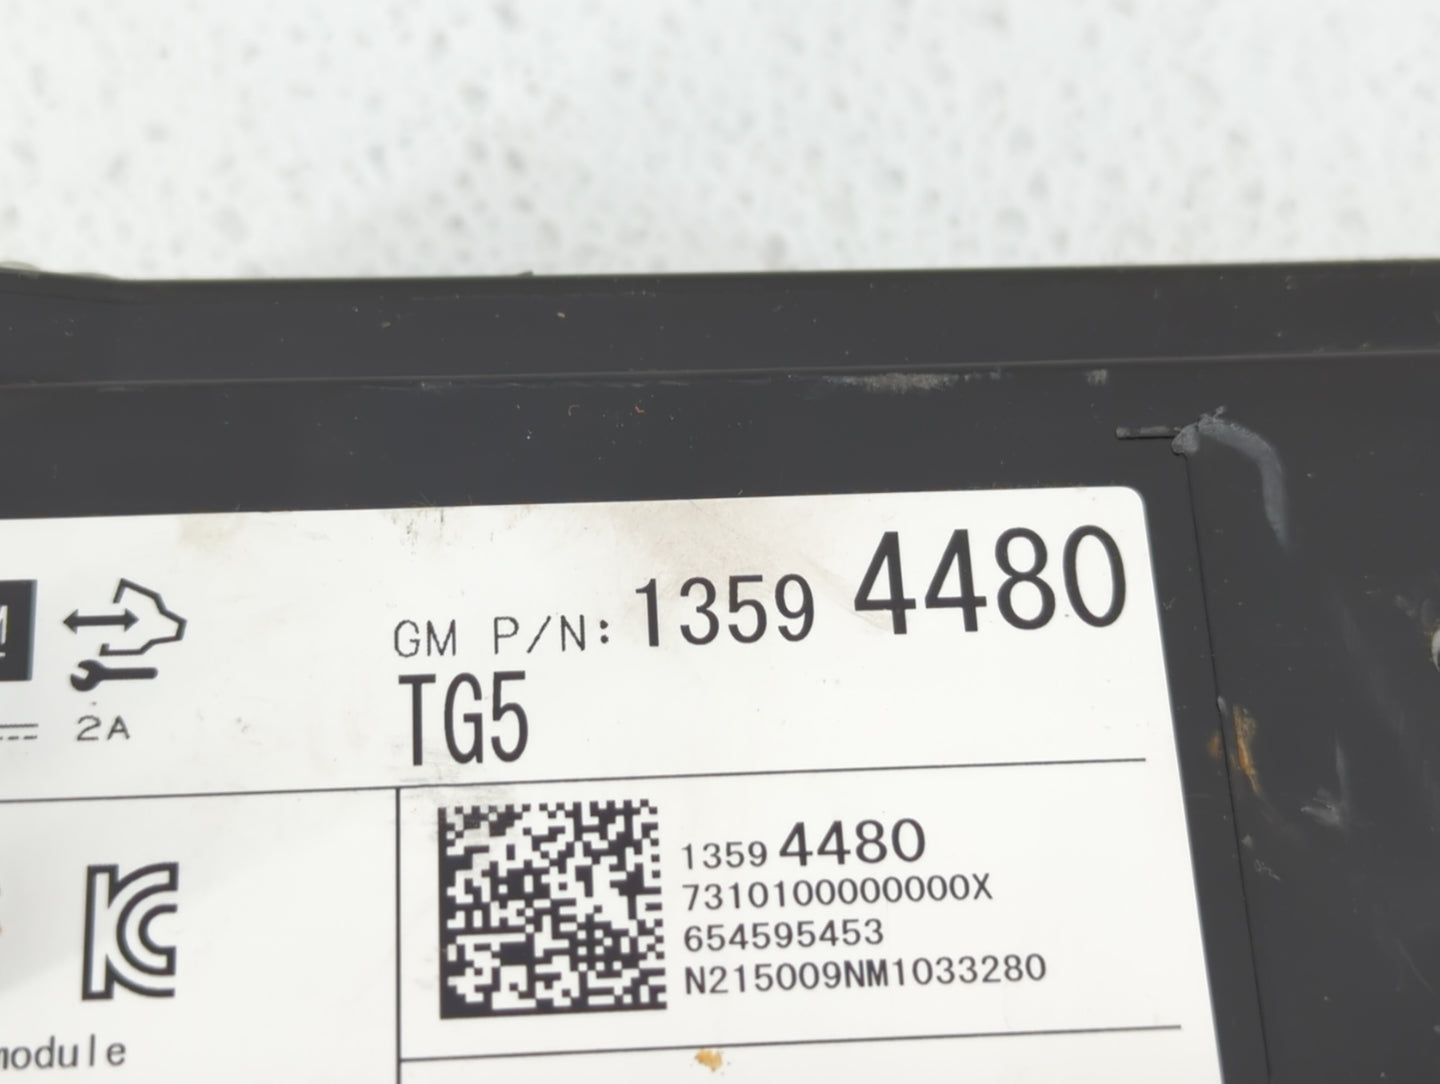 GM P/N: 1359 4480
TG5
2A
1359 4480
7310100000000X
654595453
N215009NM1033280
module